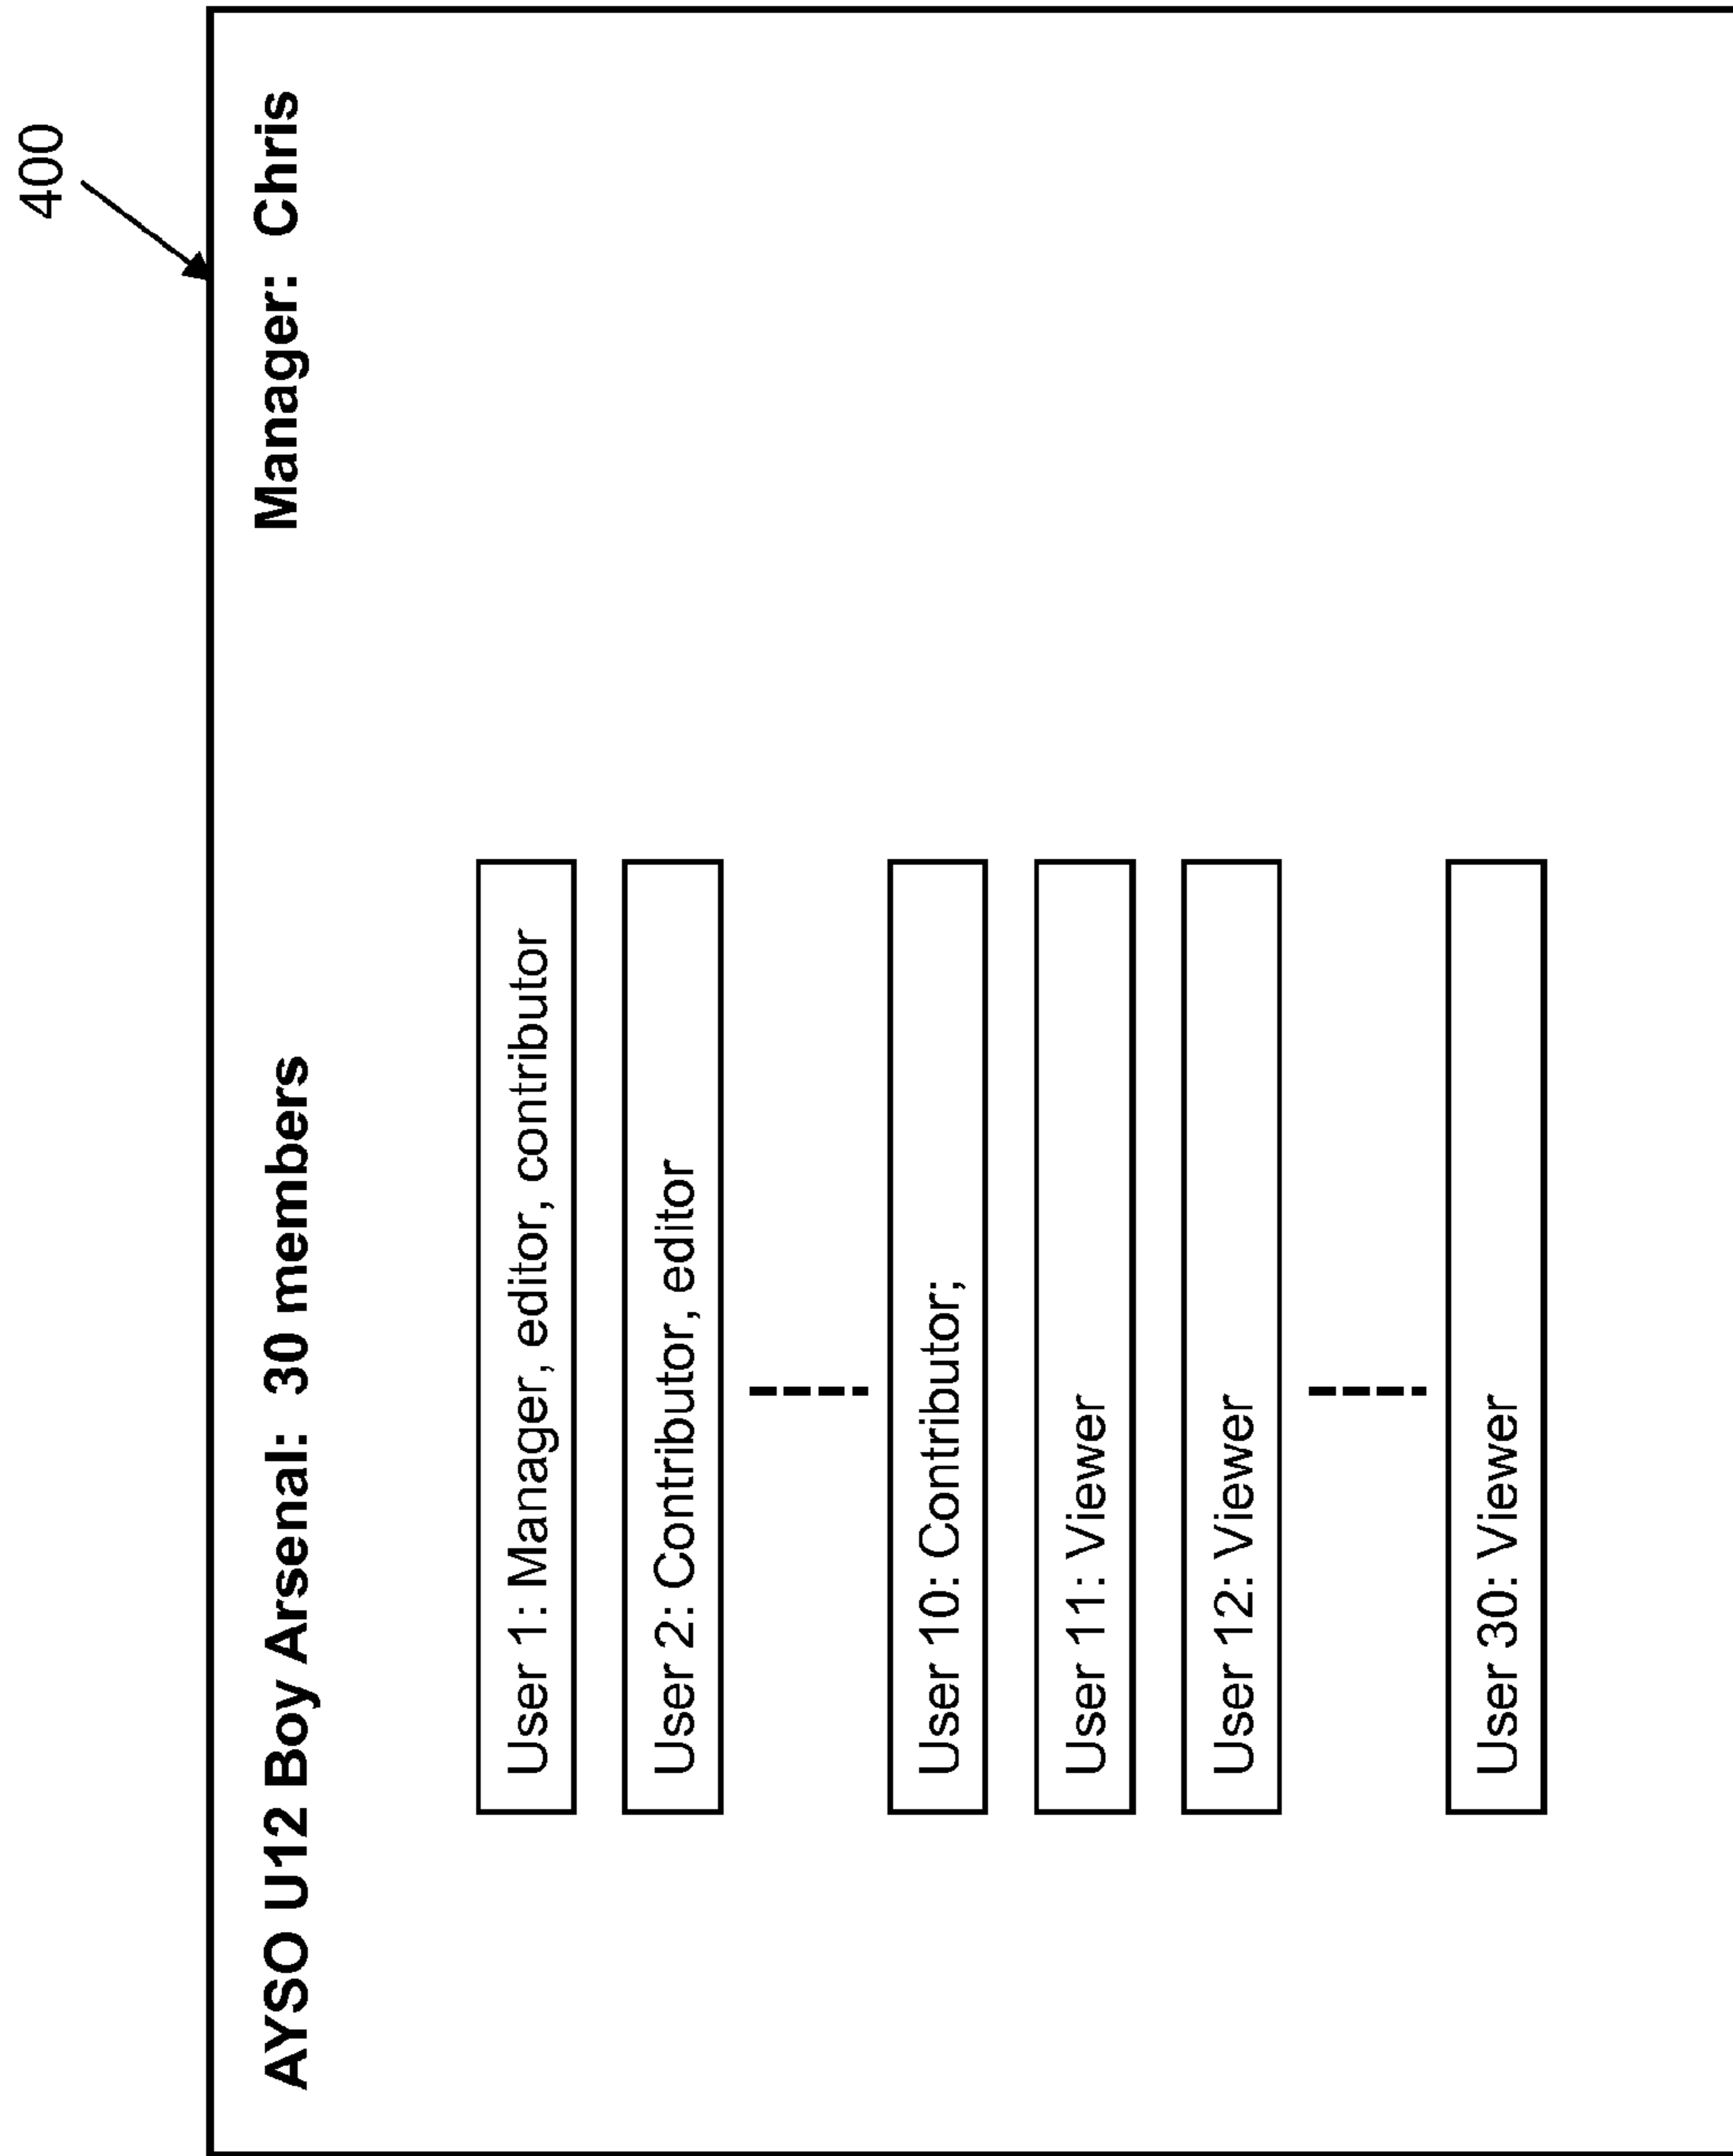 400
AYSO U12 Boy Arsenal: 30 members Manager: Chris
User 1: Manager, editor, contributor
User 2: Contributor, editor
User 10: Contributor;
User 11: Viewer
User 12: Viewer
User 30: Viewer